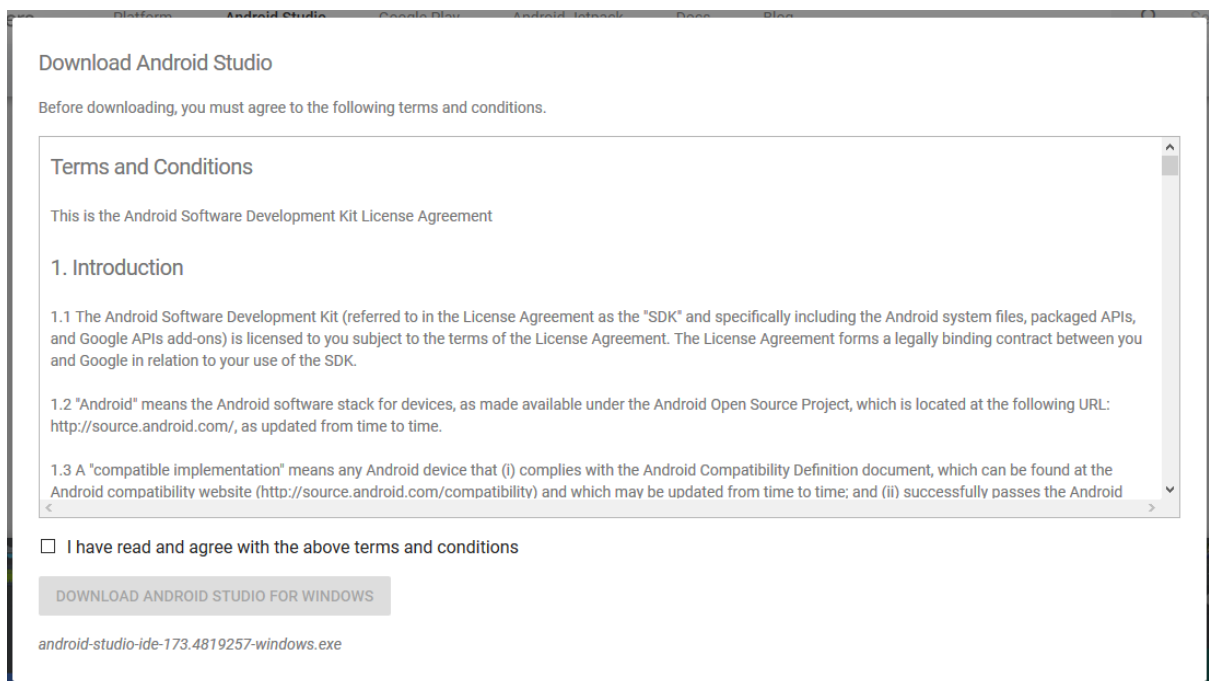 Platform Android Studio Google Play Android Jetpack Docs Blog
Download Android Studio
Before downloading, you must agree to the following terms and conditions.
Terms and Conditions
This is the Android Software Development Kit License Agreement
1. Introduction
1.1 The Android Software Development Kit (referred to in the License Agreement as the "SDK" and specifically including the Android system files, packaged APIs,
and Google APIs add-ons) is licensed to you subject to the terms of the License Agreement. The License Agreement forms a legally binding contract between you
and Google in relation to your use of the SDK.
1.2 "Android" means the Android software stack for devices, as made available under the Android Open Source Project, which is located at the following URL:
http://source.android.com/, as updated from time to time.
1.3 A "compatible implementation" means any Android device that (i) complies with the Android Compatibility Definition document, which can be found at the
Android compatibility website (http://source.android.com/compatibility) and which may be updated from time to time; and (ii) successfully passes the Android
I have read and agree with the above terms and conditions
DOWNLOAD ANDROID STUDIO FOR WINDOWS
android-studio-ide-173.4819257-windows.exe